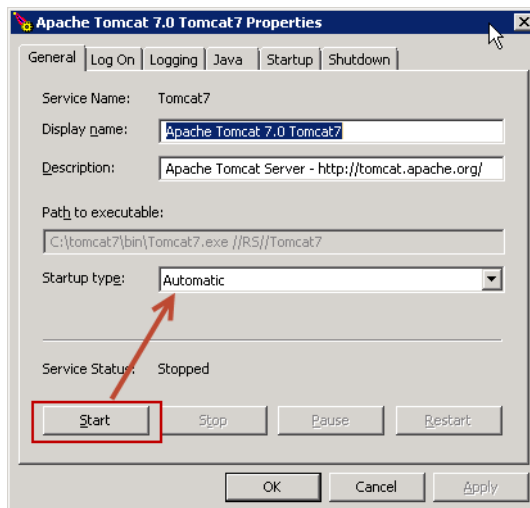 Apache Tomcat 7.0 Tomcat7 Properties
General Log On Logging Java Startup Shutdown
Service Name: Tomcat7
Display name: Apache Tomcat 7.0 Tomcat7
Description: Apache Tomcat Server - http://tomcat.apache.org/
Path to executable:
C:\tomcat7\bin\Tomcat7.exe //RS//Tomcat7
Startup type: Automatic
Service Status: Stopped
Start Stop Pause Restart
OK Cancel Apply